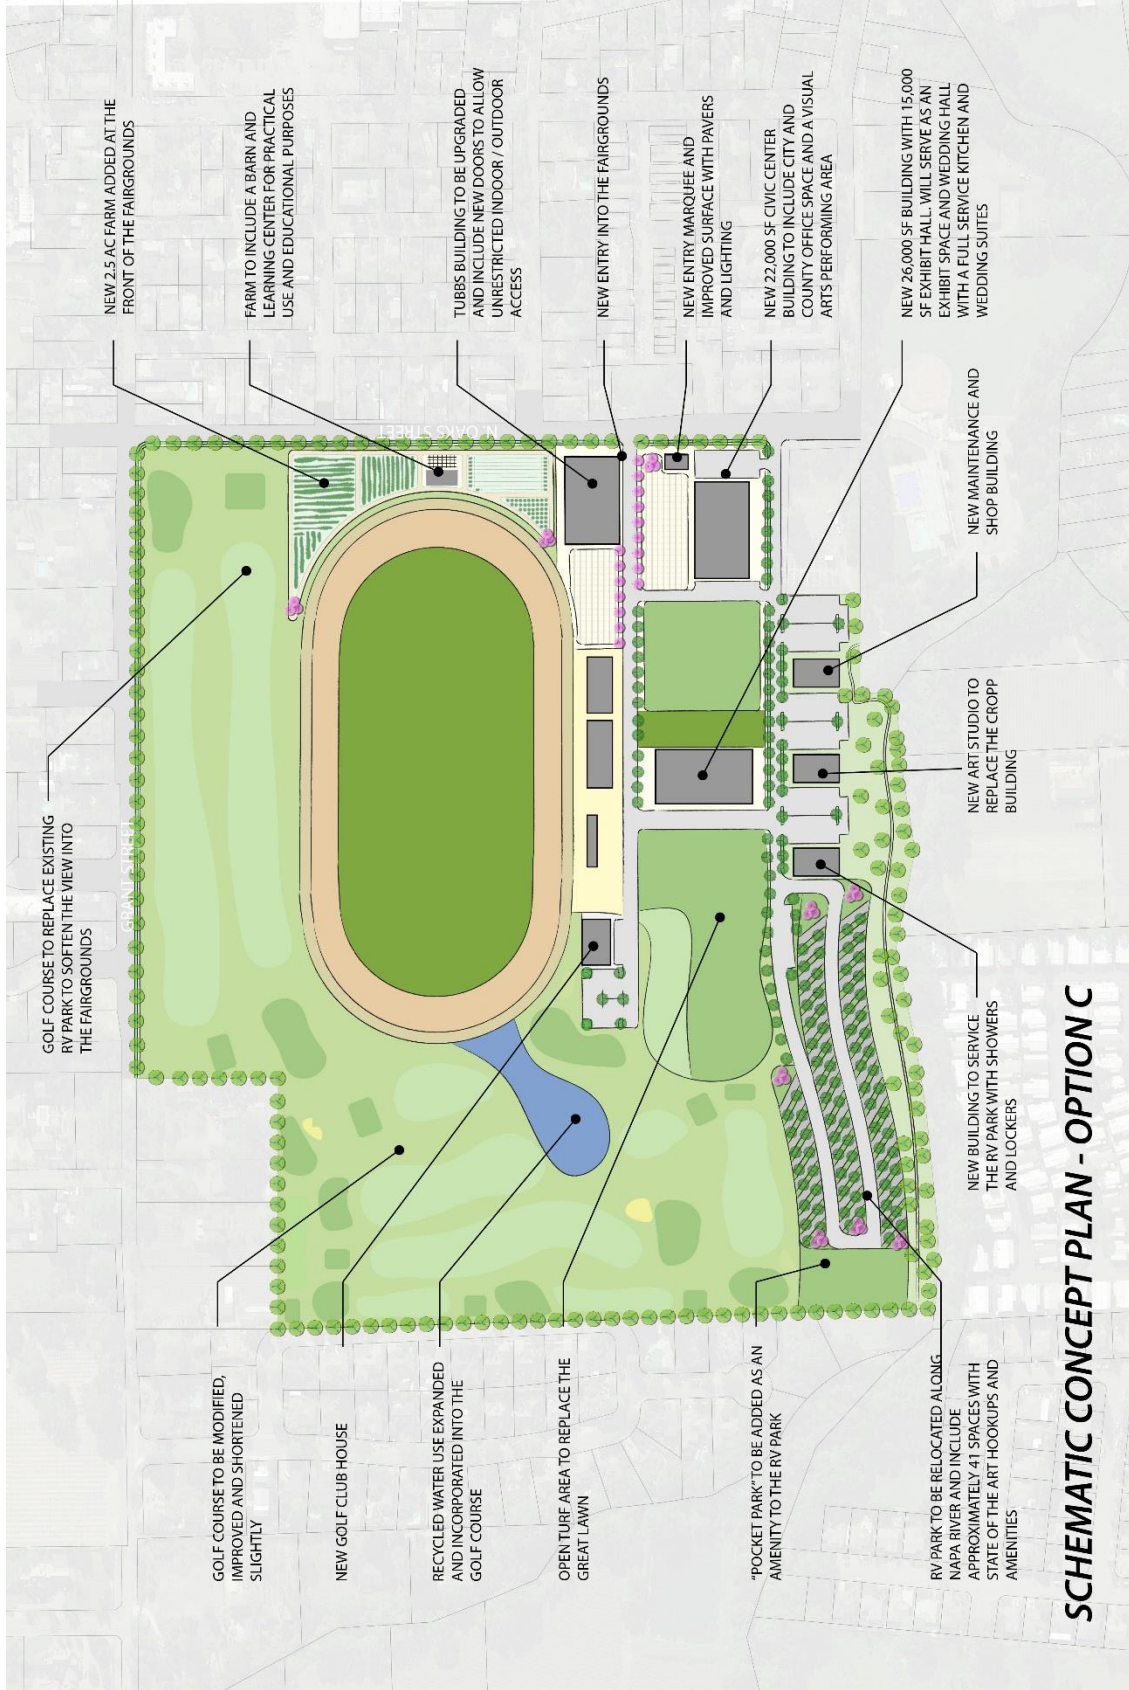 GOLF COURSE TO BE MODIFIED,
IMPROVED AND SHORTENED
SLIGHTLY
NEW GOLF CLUB HOUSE
RECYCLED WATER USE EXPANDED
AND INCORPORATED INTO THE
GOLF COURSE
OPEN TURF AREA TO REPLACE THE
GREAT LAWN
"POCKET PARK" TO BE ADDED AS AN
AMENITY TO THE RV PARK
RV PARK TO BE RELOCATED ALONG
NAPA RIVER AND INCLUDE
APPROXIMATELY 41 SPACES WITH
STATE OF THE ART HOOKUPS AND
AMENITIES
GOLF COURSE TO REPLACE EXISTING
RV PARK TO SOFTEN THE VIEW INTO
THE FAIRGROUNDS
GRANT STREET
N. OAKS STREET
NEW BUILDING TO SERVICE
THE RV PARK WITH SHOWERS
AND LOCKERS
NEW ART STUDIO TO
REPLACE THE CROPP
BUILDING
NEW MAINTENANCE AND
SHOP BUILDING
NEW 2.5 AC FARM ADDED AT THE
FRONT OF THE FAIRGROUNDS
FARM TO INCLUDE A BARN AND
LEARNING CENTER FOR PRACTICAL
USE AND EDUCATIONAL PURPOSES
TUBBS BUILDING TO BE UPGRADED
AND INCLUDE NEW DOORS TO ALLOW
UNRESTRICTED INDOOR / OUTDOOR
ACCESS
NEW ENTRY INTO THE FAIRGROUNDS
NEW ENTRY MARQUEE AND
IMPROVED SURFACE WITH PAVERS
AND LIGHTING
NEW 22,000 SF CIVIC CENTER
BUILDING TO INCLUDE CITY AND
COUNTY OFFICE SPACE AND A VISUAL
ARTS PERFORMING AREA
NEW 26,000 SF BUILDING WITH 15,000
SF EXHIBIT HALL. WILL SERVE AS AN
EXHIBIT SPACE AND WEDDING HALL
WITH A FULL SERVICE KITCHEN AND
WEDDING SUITES
SCHEMATIC CONCEPT PLAN - OPTION C